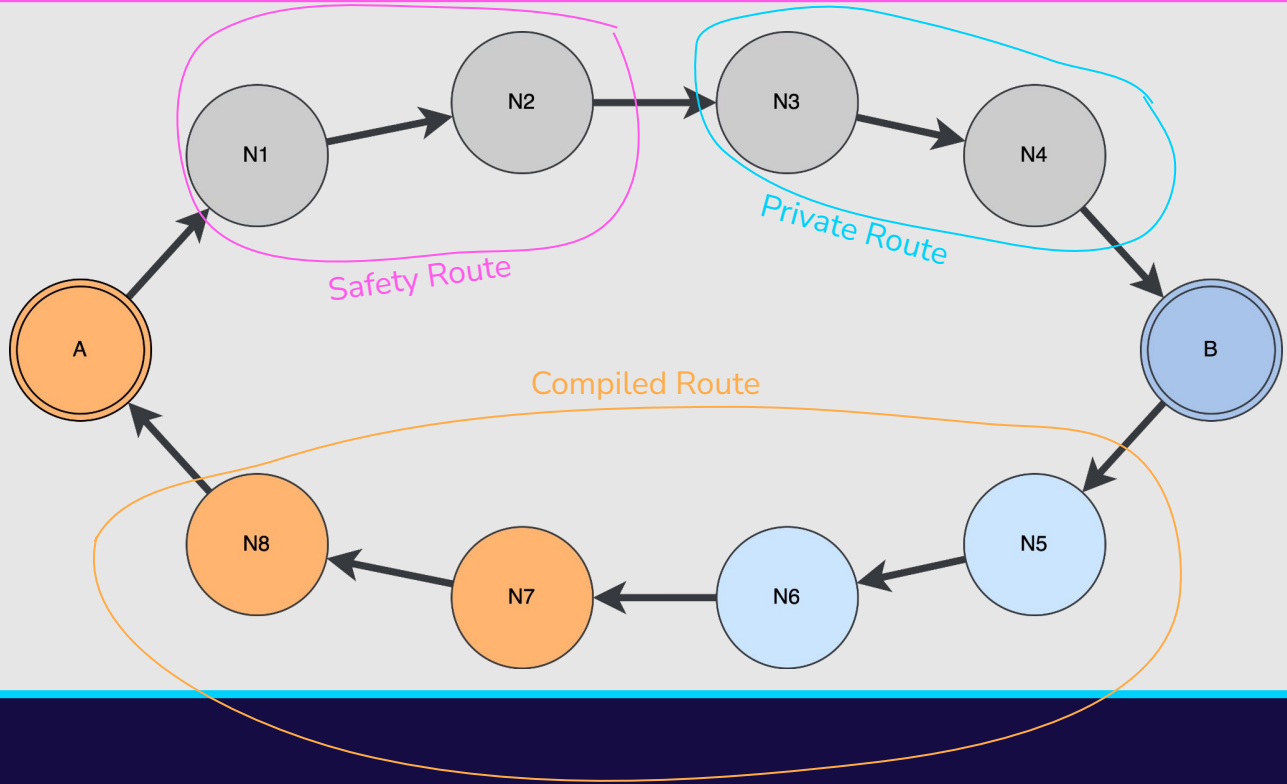 N2
N3
N1
N4
Private Route
Safety Route
A
B
Compiled Route
N8
N5
N7
N6